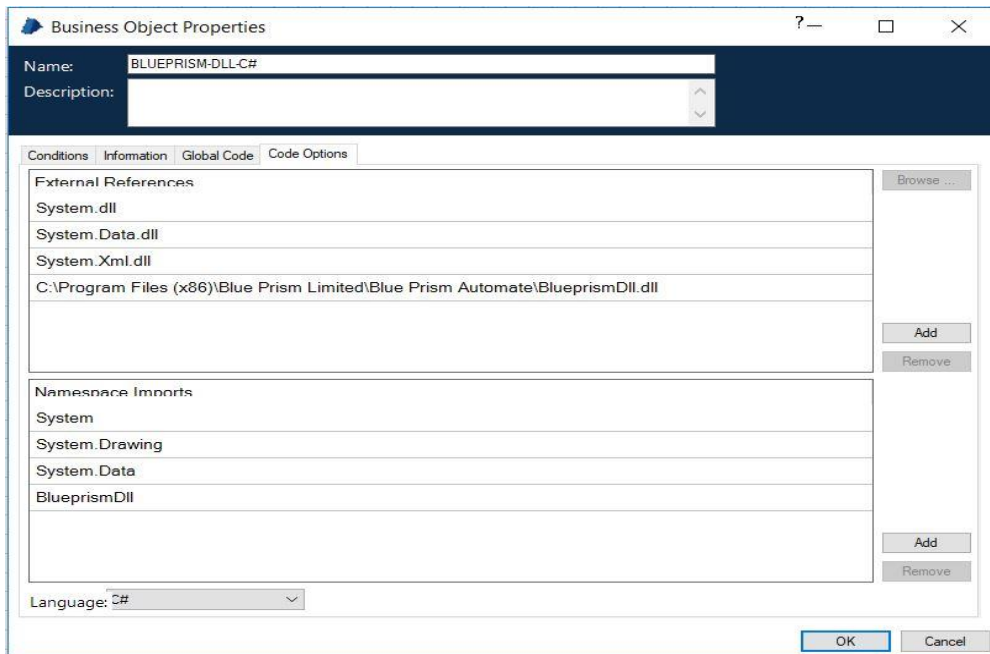 Business Object Properties ?
Name: BLUEPRISM-DLL-C#
Description:
Conditions Information Global Code Code Options
External References Browse ...
System.dll
System.Data.dll
System.Xml.dll
C:\Program Files (x86)\Blue Prism Limited\Blue Prism Automate\BlueprismDll.dll
Add
Remove
Namespace Imports
System
System.Drawing
System.Data
BlueprismDll
Add
Remove
Language: C#
OK Cancel